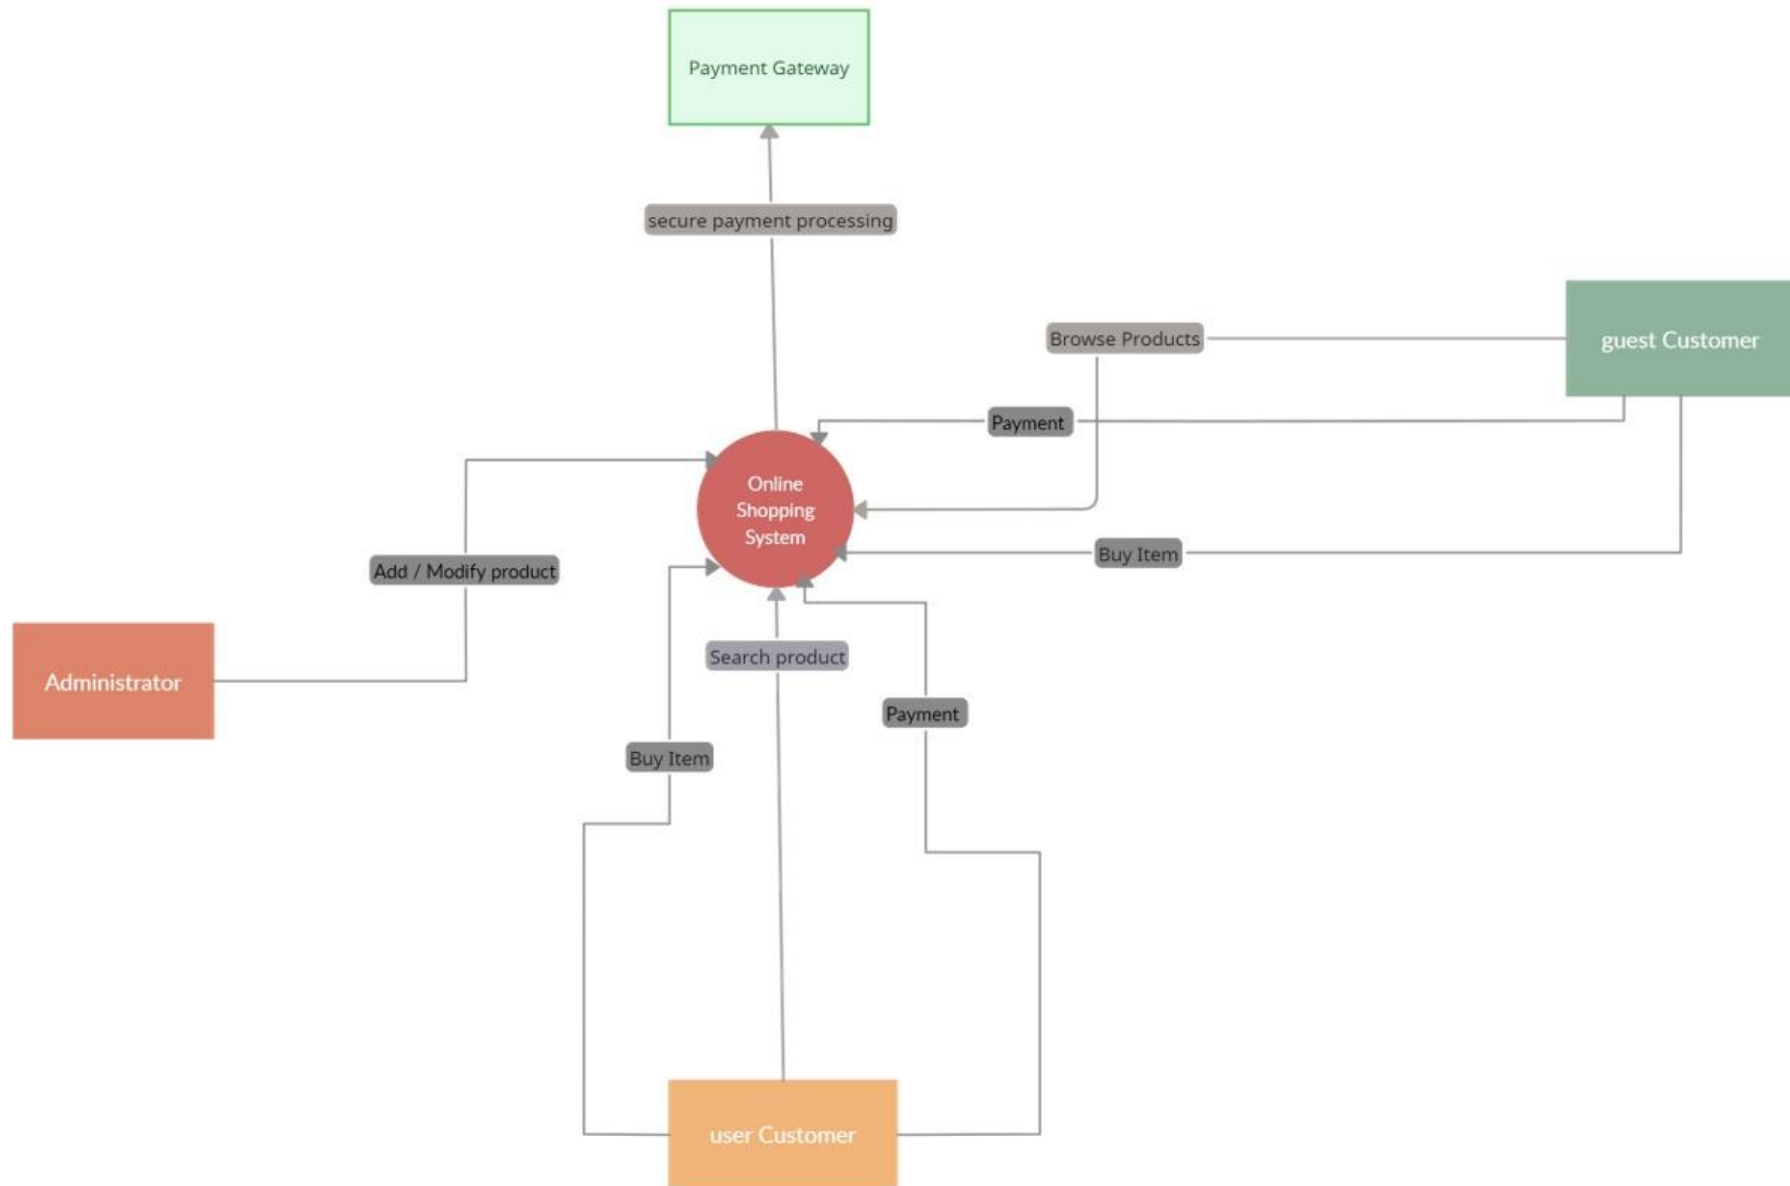 Payment Gateway
secure payment processing
Browse Products
guest Customer
Payment
Online
Shopping
System
Buy Item
Add / Modify product
Search product
Administrator
Payment
Buy Item
user Customer